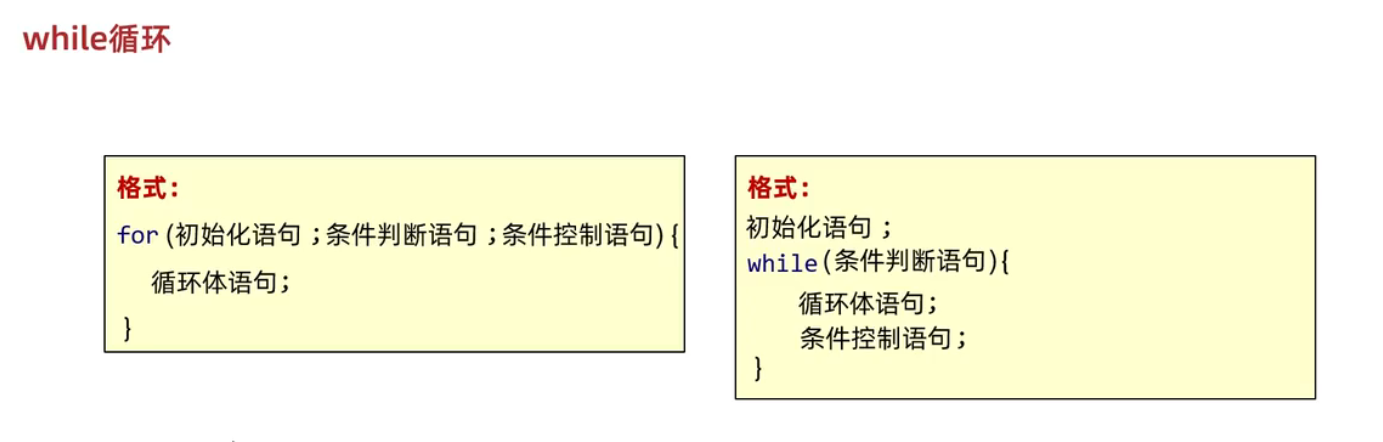 while循环
格式：
for (初始化语句 ；条件判断语句 ；条件控制语句) {
循环体语句；
}
格式：
初始化语句 ；
while (条件判断语句){
循环体语句；
条件控制语句；
}